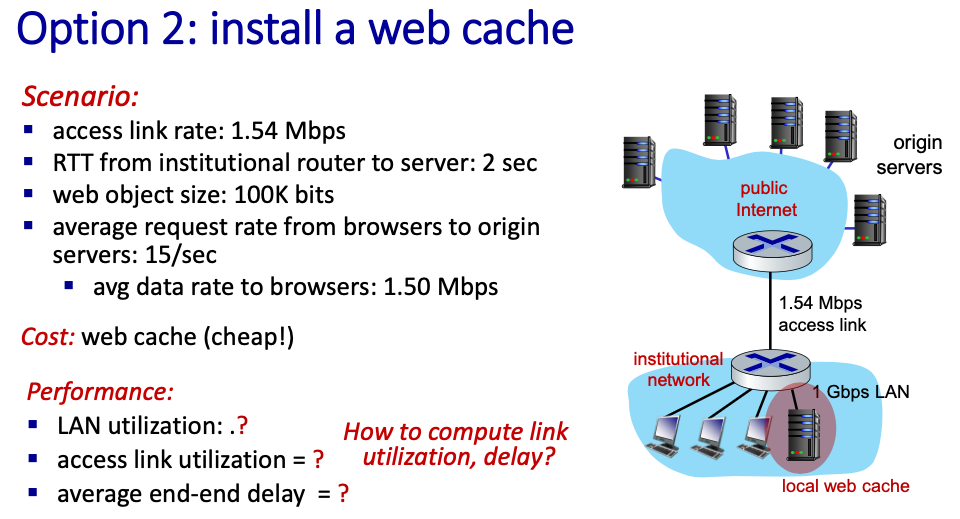 Option 2: install a web cache
Scenario:
▪ access link rate: 1.54 Mbps
▪ RTT from institutional router to server: 2 sec
▪ web object size: 100K bits
▪ average request rate from browsers to origin
servers: 15/sec
▪ avg data rate to browsers: 1.50 Mbps
Cost: web cache (cheap!)
Performance:
▪ LAN utilization: .?
▪ access link utilization = ?
▪ average end-end delay = ?
How to compute link
utilization, delay?
origin
servers
public
Internet
1.54 Mbps
access link
institutional
network
1 Gbps LAN
local web cache